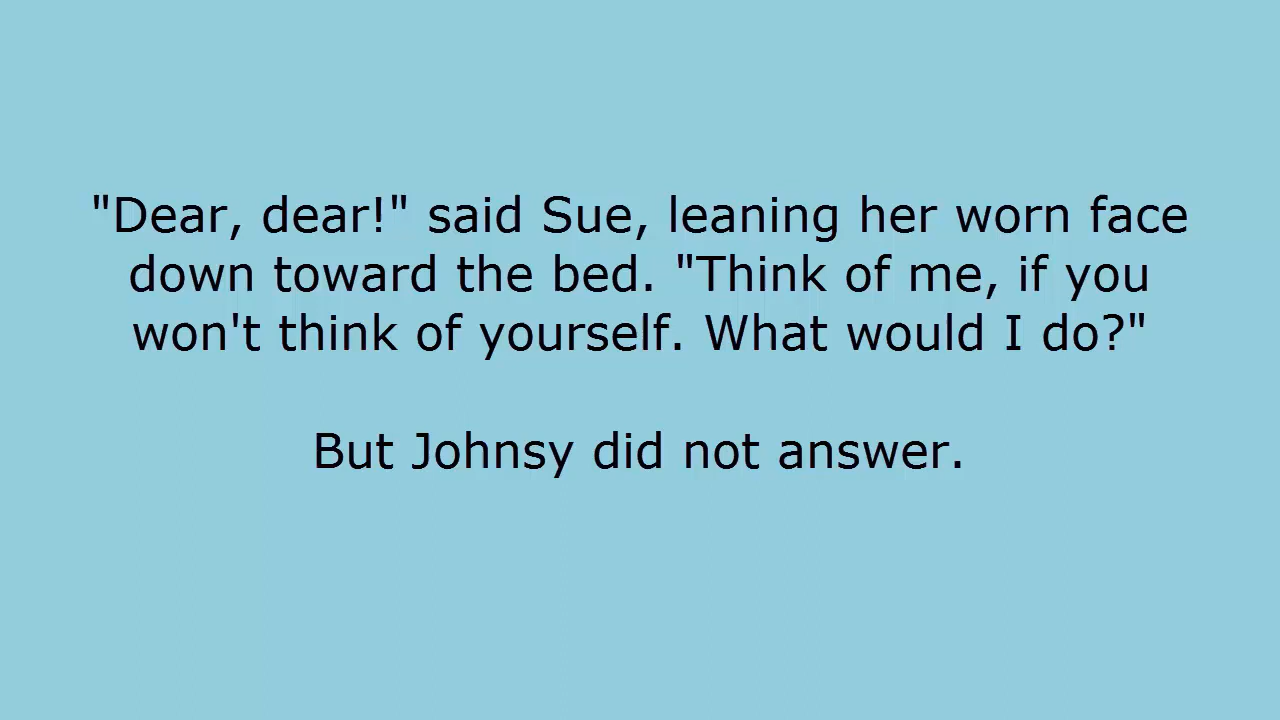 "Dear, dear!" said Sue, leaning her worn face
down toward the bed. "Think of me, if you
won't think of yourself. What would I do?"
But Johnsy did not answer.